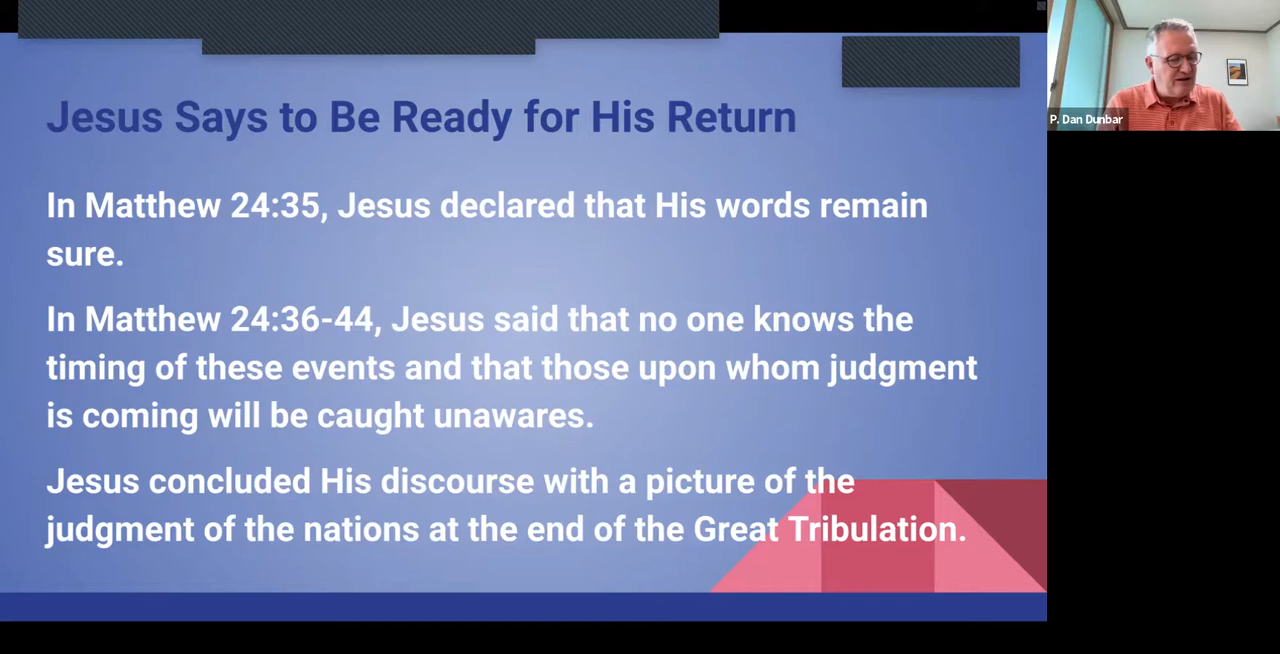 Jesus Says to Be Ready for His Return
In Matthew 24:35, Jesus declared that His words remain
sure.
In Matthew 24:36-44, Jesus said that no one knows the
timing of these events and that those upon whom judgment
is coming will be caught unawares.
Jesus concluded His discourse with a picture of the
judgment of the nations at the end of the Great Tribulation.
P. Dan Dunbar